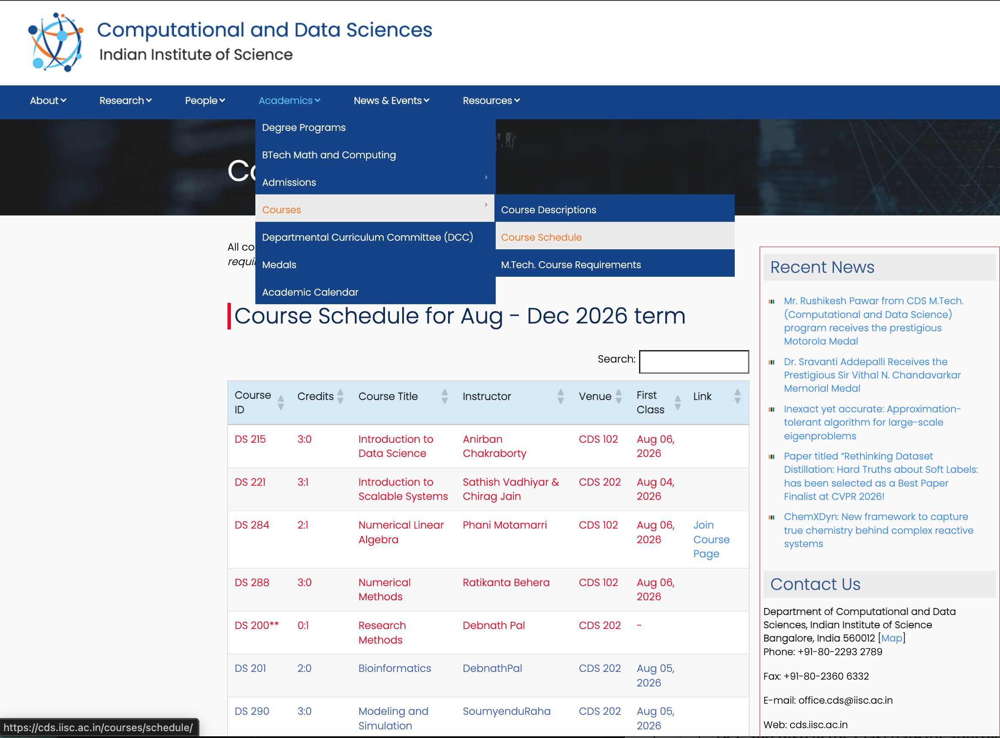 Computational and Data Sciences
Indian Institute of Science
About
Research
People
Academics
News & Events
Resources
Degree Programs
BTech Math and Computing
Admissions
Courses
Departmental Curriculum Committee (DCC)
Medals
Academic Calendar
Course Descriptions
Course Schedule
M.Tech. Course Requirements
All co
Course Schedule for Aug - Dec 2026 term
Search:
Course ID Credits Course Title Instructor Venue First Class Link
DS 215 3:0 Introduction to Data Science Anirban Chakraborty CDS 102 Aug 06, 2026
DS 221 3:1 Introduction to Scalable Systems Sathish Vadhiyar & Chirag Jain CDS 202 Aug 04, 2026
DS 284 2:1 Numerical Linear Algebra Phani Motamarri CDS 102 Aug 06, 2026 Join Course Page
DS 288 3:0 Numerical Methods Ratikanta Behera CDS 102 Aug 06, 2026
DS 200** 0:1 Research Methods Debnath Pal CDS 202 -
DS 201 2:0 Bioinformatics DebnathPal CDS 202 Aug 05, 2026
DS 290 3:0 Modeling and Simulation SoumyenduRaha CDS 202 Aug 05, 2026
Recent News
Mr. Rushikesh Pawar from CDS M.Tech.
(Computational and Data Science)
program receives the prestigious
Motorola Medal
Dr. Sravanti Addepalli Receives the
Prestigious Sir Vithal N. Chandavarkar
Memorial Medal
Inexact yet accurate: Approximation-
tolerant algorithm for large-scale
eigenproblems
Paper titled “Rethinking Dataset
Distillation: Hard Truths about Soft Labels:
has been selected as a Best Paper
Finalist at CVPR 2026!
ChemXDyn: New framework to capture
true chemistry behind complex reactive
systems
Contact Us
Department of Computational and Data
Sciences, Indian Institute of Science
Bangalore, India 560012 [Map]
Phone: +91-80-2293 2789
Fax: +91-80-2360 6332
E-mail: office.cds@iisc.ac.in
Web: cds.iisc.ac.in
https://cds.iisc.ac.in/courses/schedule/